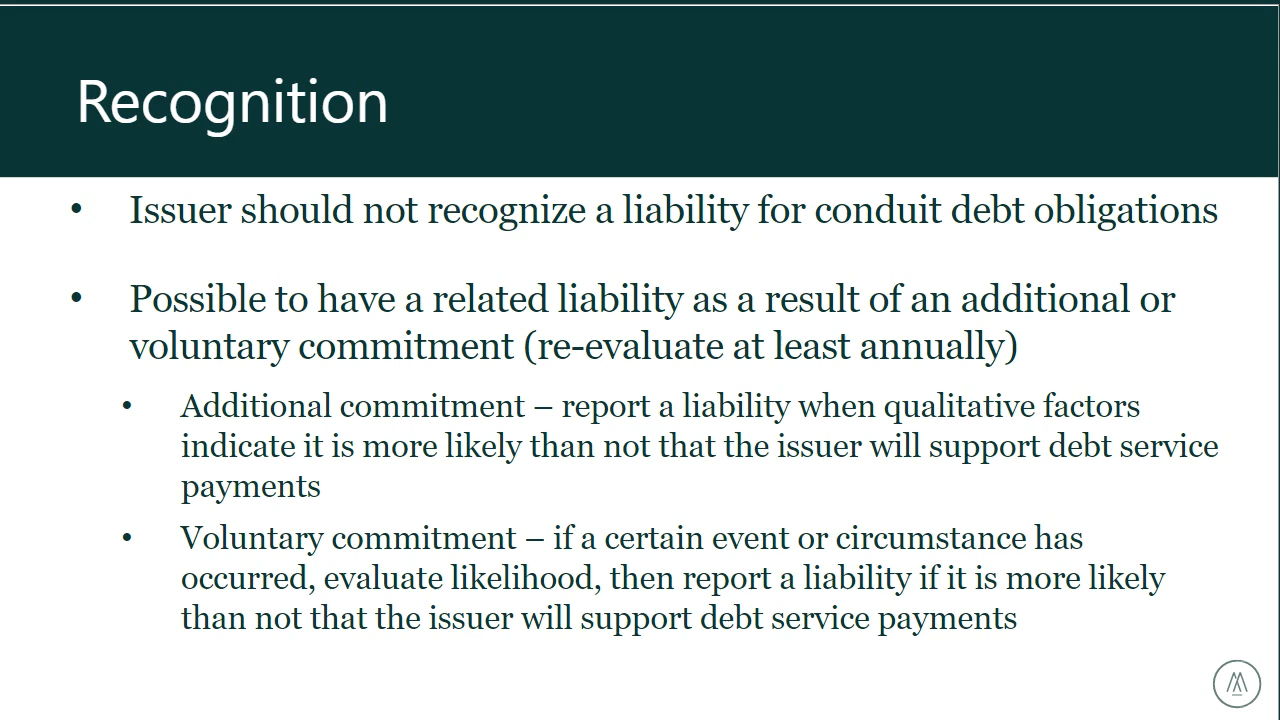 Recognition
• Issuer should not recognize a liability for conduit debt obligations
• Possible to have a related liability as a result of an additional or
voluntary commitment (re-evaluate at least annually)
• Additional commitment – report a liability when qualitative factors
indicate it is more likely than not that the issuer will support debt service
payments
• Voluntary commitment – if a certain event or circumstance has
occurred, evaluate likelihood, then report a liability if it is more likely
than not that the issuer will support debt service payments